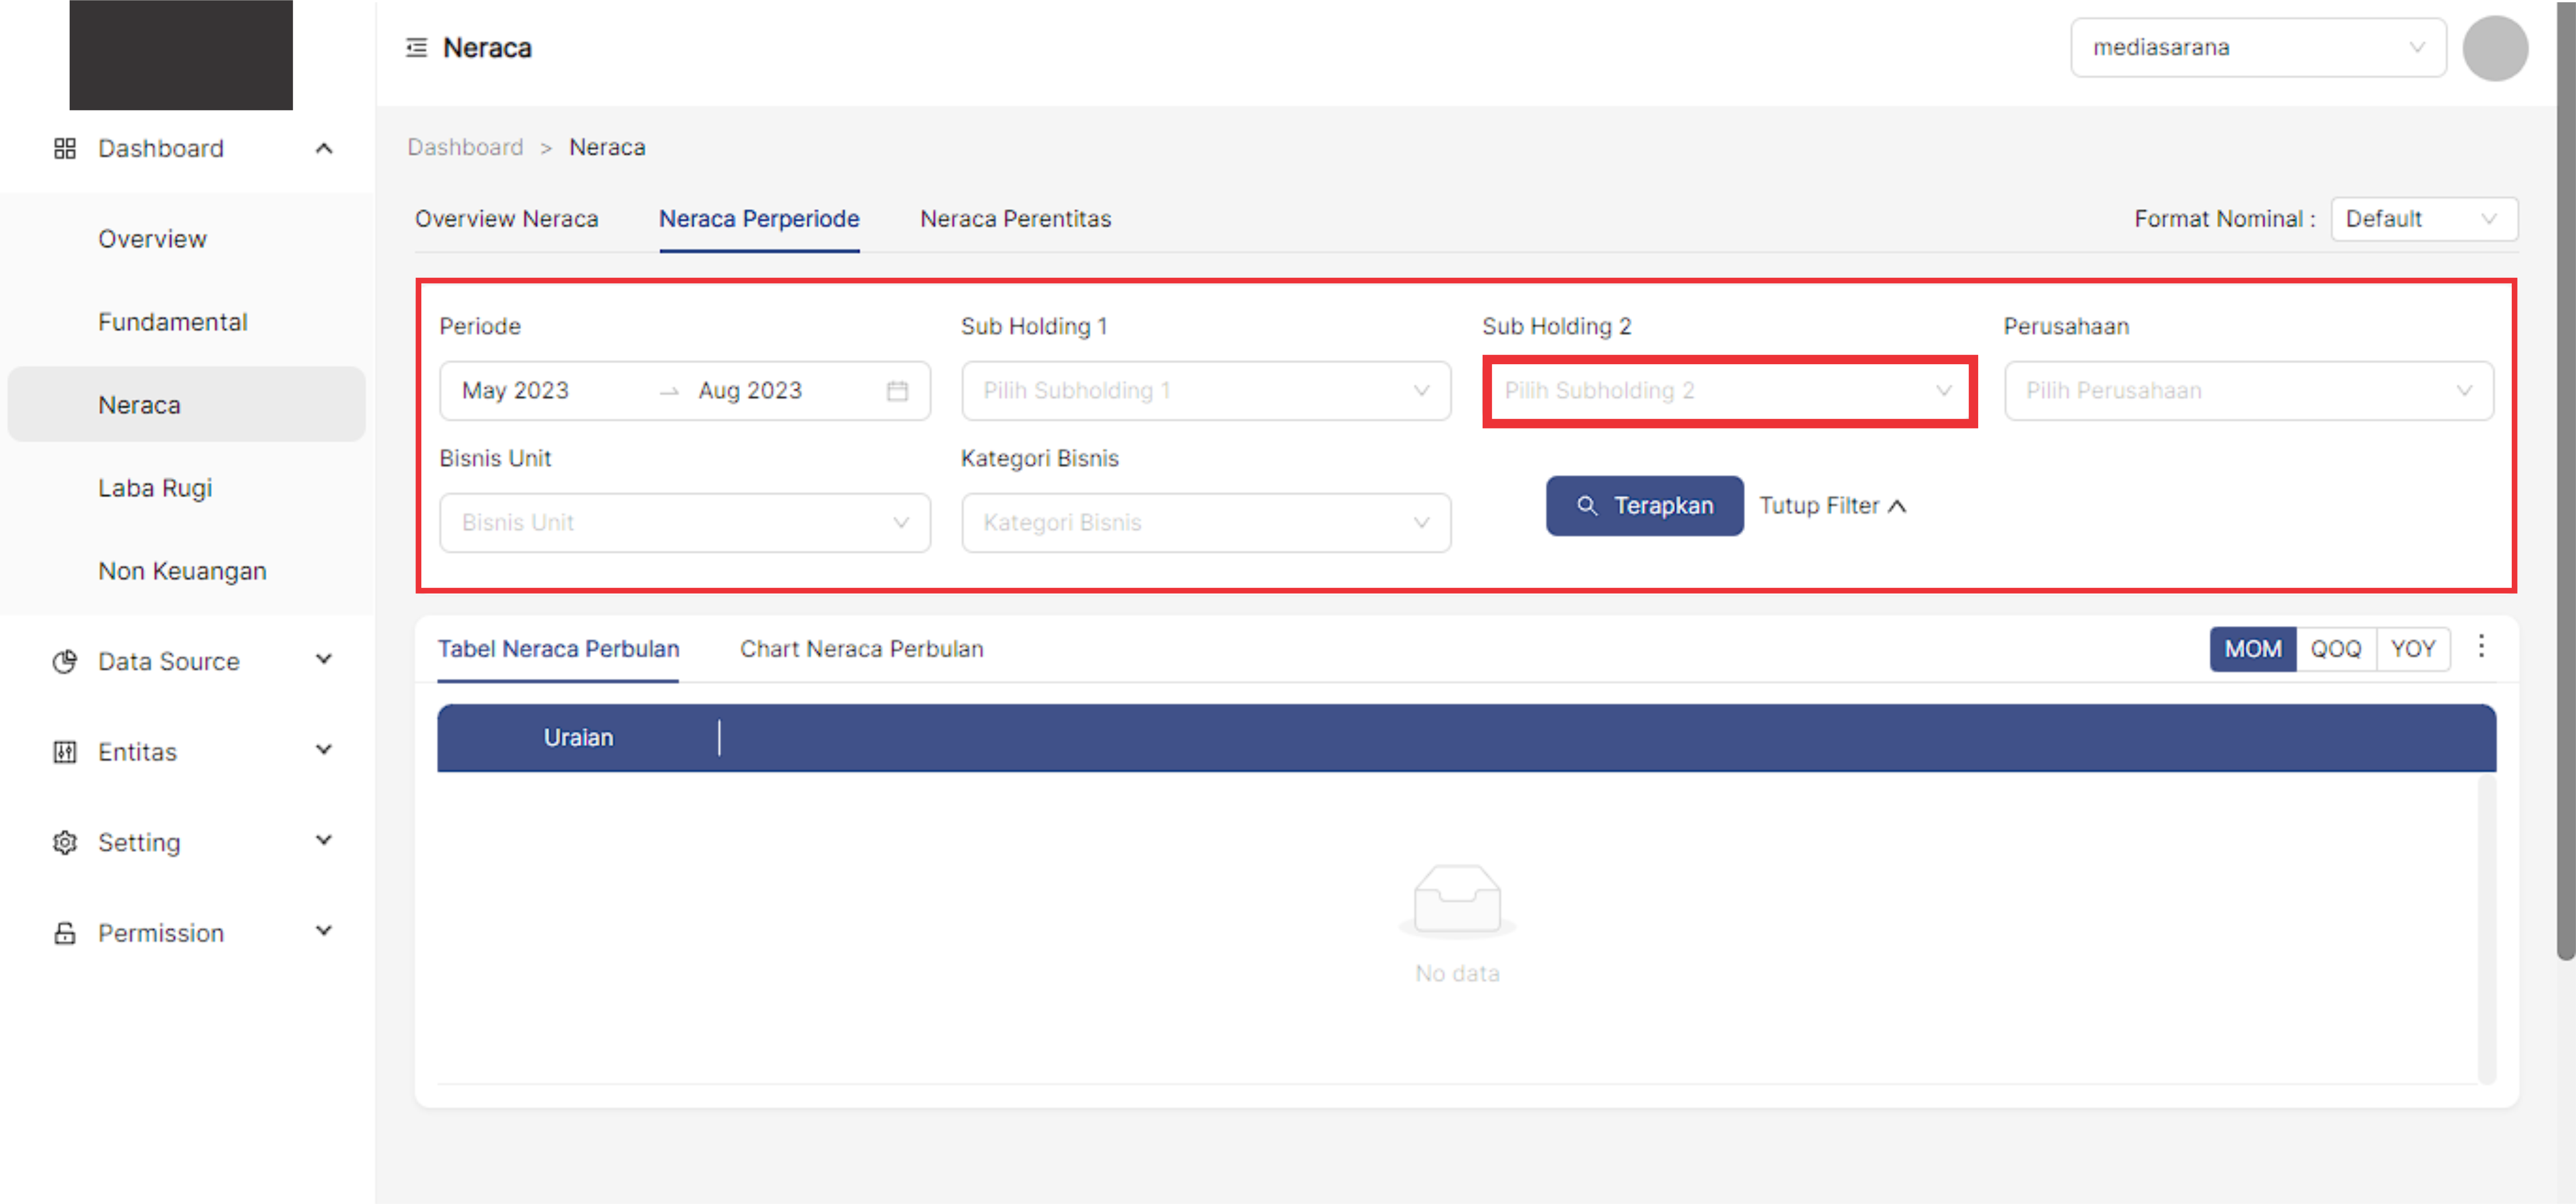 Neraca
mediasarana
Dashboard
Overview
Fundamental
Neraca
Laba Rugi
Non Keuangan
Data Source
Entitas
Setting
Permission
Dashboard > Neraca
Overview Neraca Neraca Perperiode Neraca Perentitas
Format Nominal : Default
Periode Sub Holding 1 Sub Holding 2 Perusahaan
May 2023 → Aug 2023 Pilih Subholding 1 Pilih Subholding 2 Pilih Perusahaan
Bisnis Unit Kategori Bisnis
Bisnis Unit Kategori Bisnis Terapkan Tutup Filter
Tabel Neraca Perbulan Chart Neraca Perbulan MOM QOQ YOY
Uraian
No data